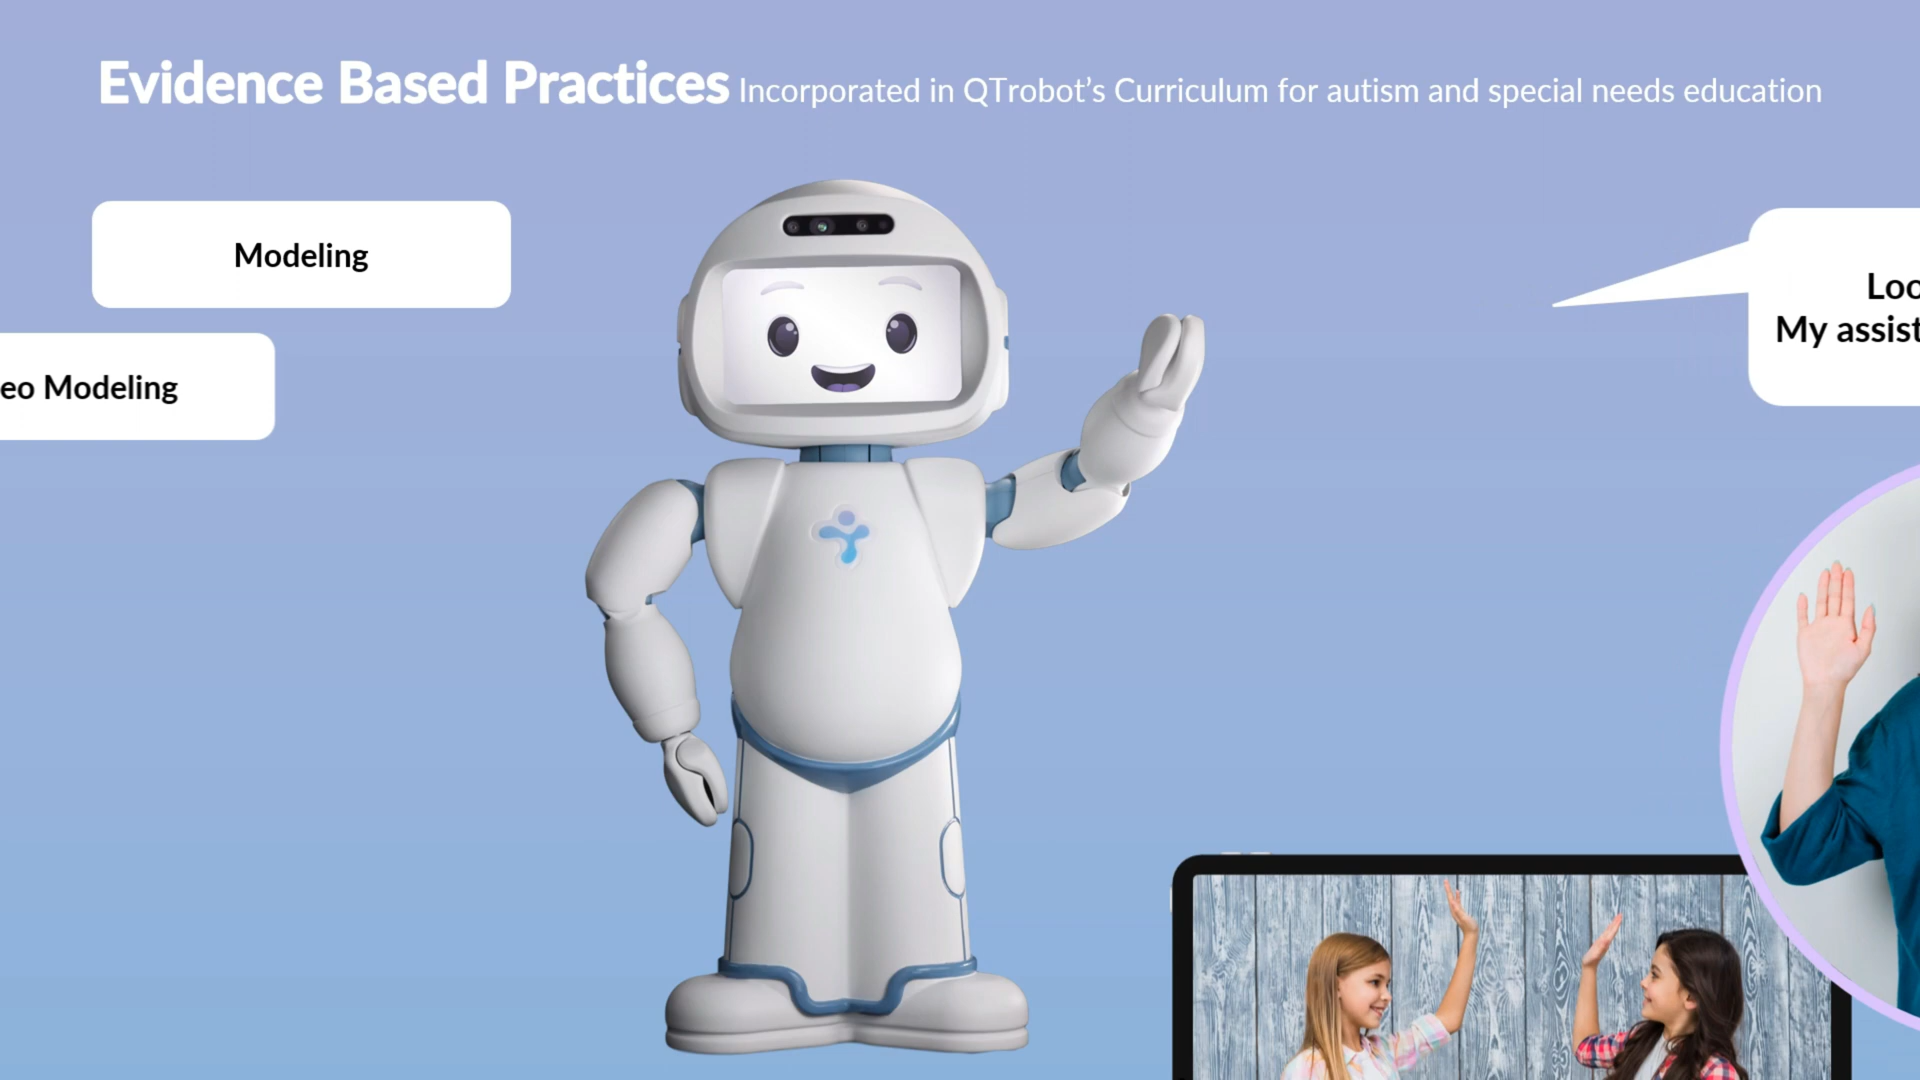 Evidence Based Practices Incorporated in QTrobot’s Curriculum for autism and special needs education
Modeling
eo Modeling
Loo
My assist